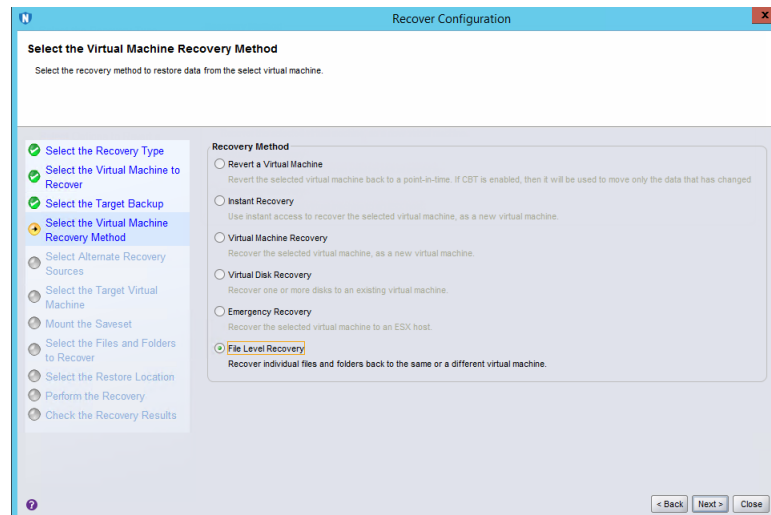 N
Recover Configuration
x
Select the Virtual Machine Recovery Method
Select the recovery method to restore data from the select virtual machine.
Select the Recovery Type
Select the Virtual Machine to
Recover
Select the Target Backup
Select the Virtual Machine
Recovery Method
Select Alternate Recovery
Sources
Select the Target Virtual
Machine
Mount the Saveset
Select the Files and Folders
to Recover
Select the Restore Location
Perform the Recovery
Check the Recovery Results
Recovery Method
Revert a Virtual Machine
Revert the selected virtual machine back to a point-in-time. If CBT is enabled, then it will be used to move only the data that has changed
Instant Recovery
Use instant access to recover the selected virtual machine, as a new virtual machine.
Virtual Machine Recovery
Recover the selected virtual machine, as a new virtual machine.
Virtual Disk Recovery
Recover one or more disks to an existing virtual machine.
Emergency Recovery
Recover the selected virtual machine to an ESX host.
File Level Recovery
Recover individual files and folders back to the same or a different virtual machine.
?
< Back
Next >
Close